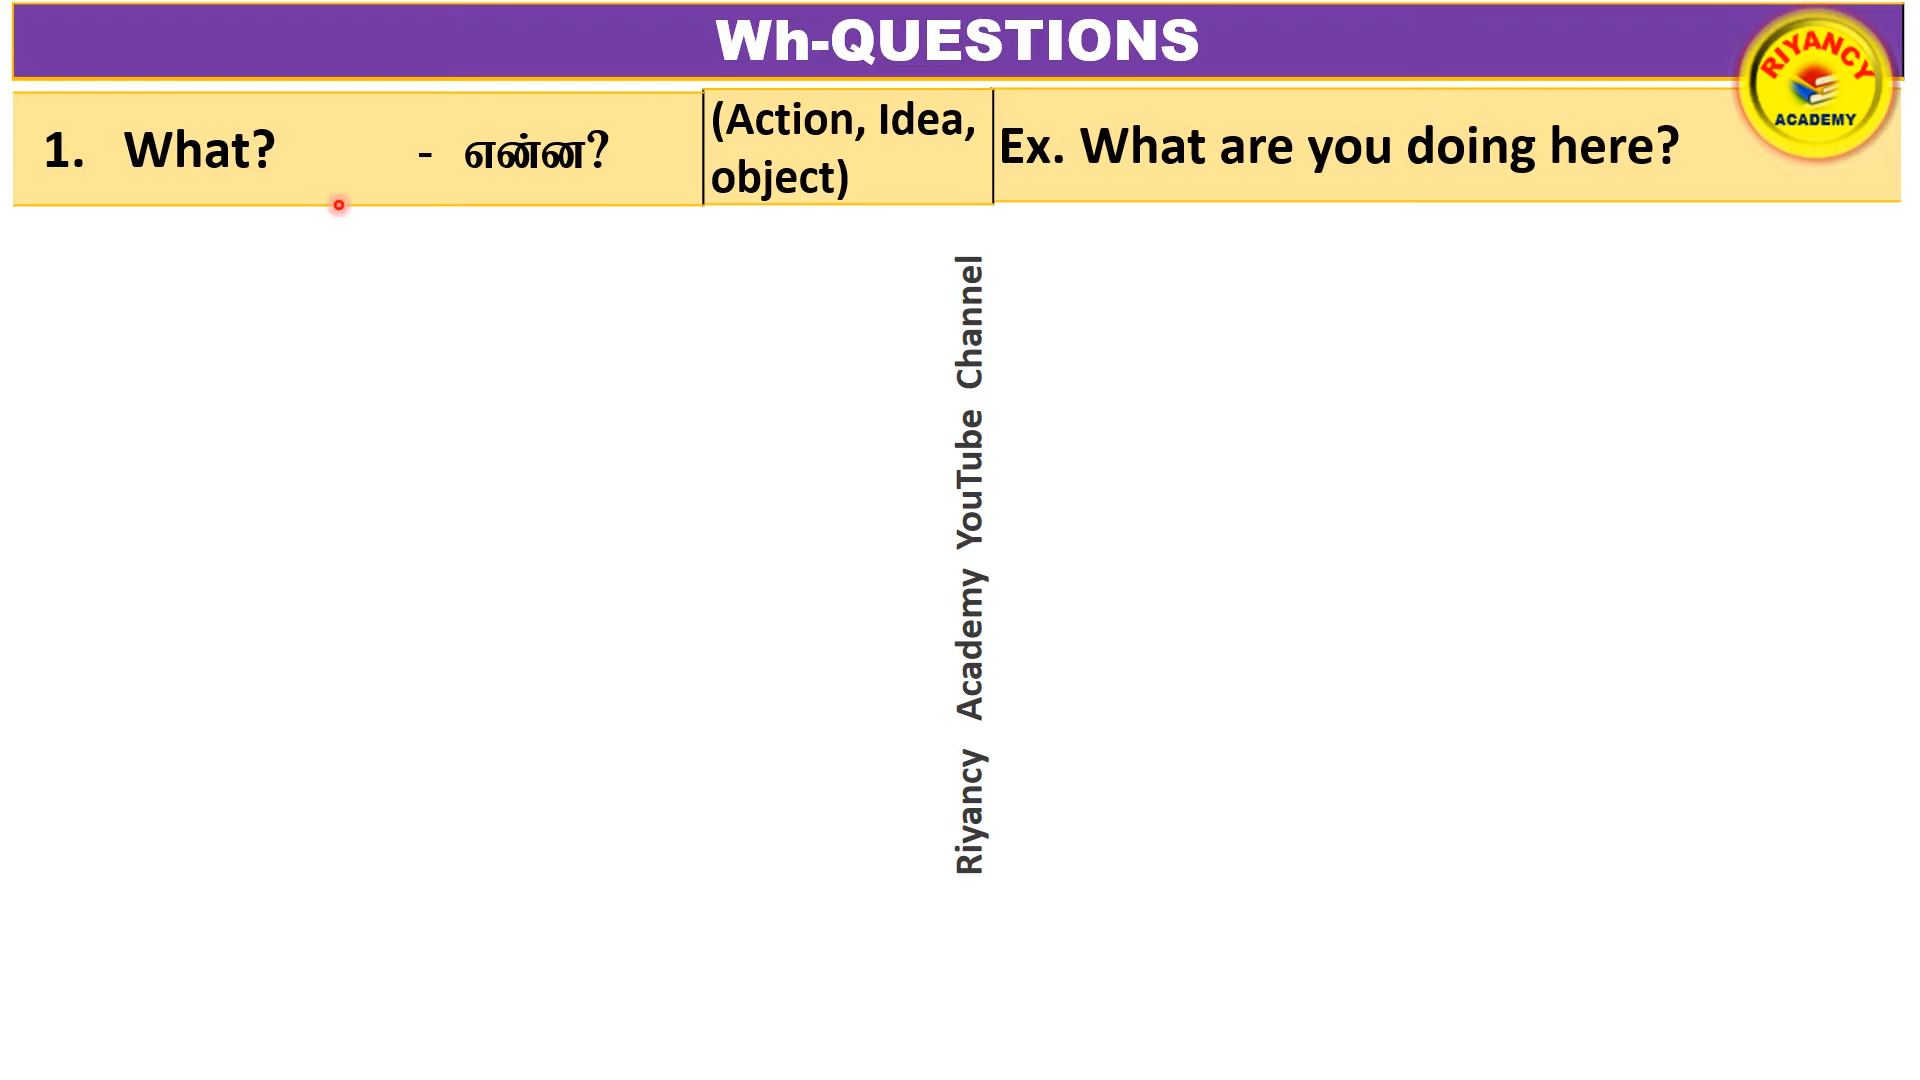 Wh-QUESTIONS
RIYANCY
ACADEMY
1. What? - என்ன?
(Action, Idea,
object)
Ex. What are you doing here?
Riyancy Academy YouTube Channel